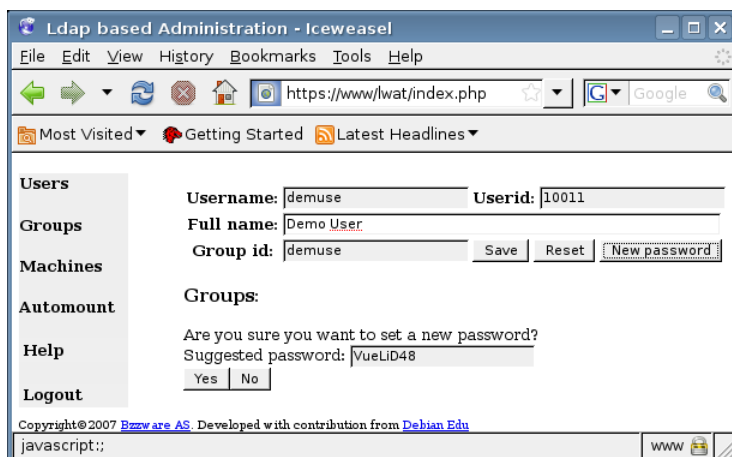 Ldap based Administration - Iceweasel
File Edit View History Bookmarks Tools Help
https://www/lwat/index.php G Google
Most Visited Getting Started Latest Headlines
Users
Groups
Machines
Automount
Help
Logout
Username: demuse Userid: 10011
Full name: Demo User
Group id: demuse Save Reset New password
Groups:
Are you sure you want to set a new password?
Suggested password: VueLiD48
Yes No
Copyright©2007 Bzzware AS. Developed with contribution from Debian Edu
javascript:; www